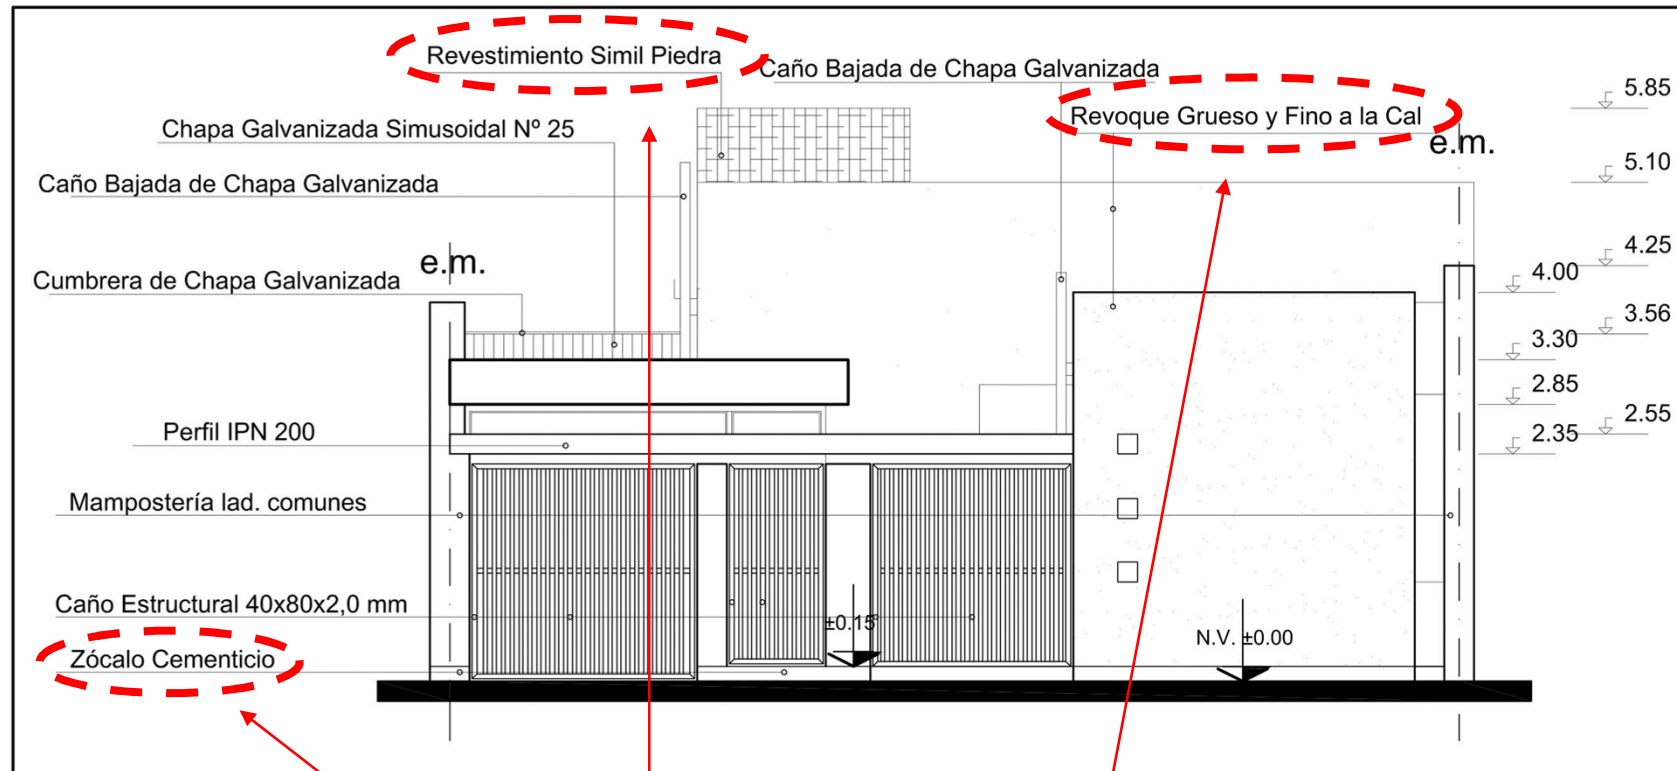 Revestimiento Simil Piedra
Caño Bajada de Chapa Galvanizada
5.85
Revoque Grueso y Fino a la Cal
Chapa Galvanizada Simusoidal Nº 25
e.m.
5.10
Caño Bajada de Chapa Galvanizada
4.25
e.m.
4.00
Cumbrera de Chapa Galvanizada
3.56
3.30
2.85
2.55
Perfil IPN 200
2.35
Mampostería lad. comunes
Caño Estructural 40x80x2,0 mm
±0.15
N.V. ±0.00
Zócalo Cementicio